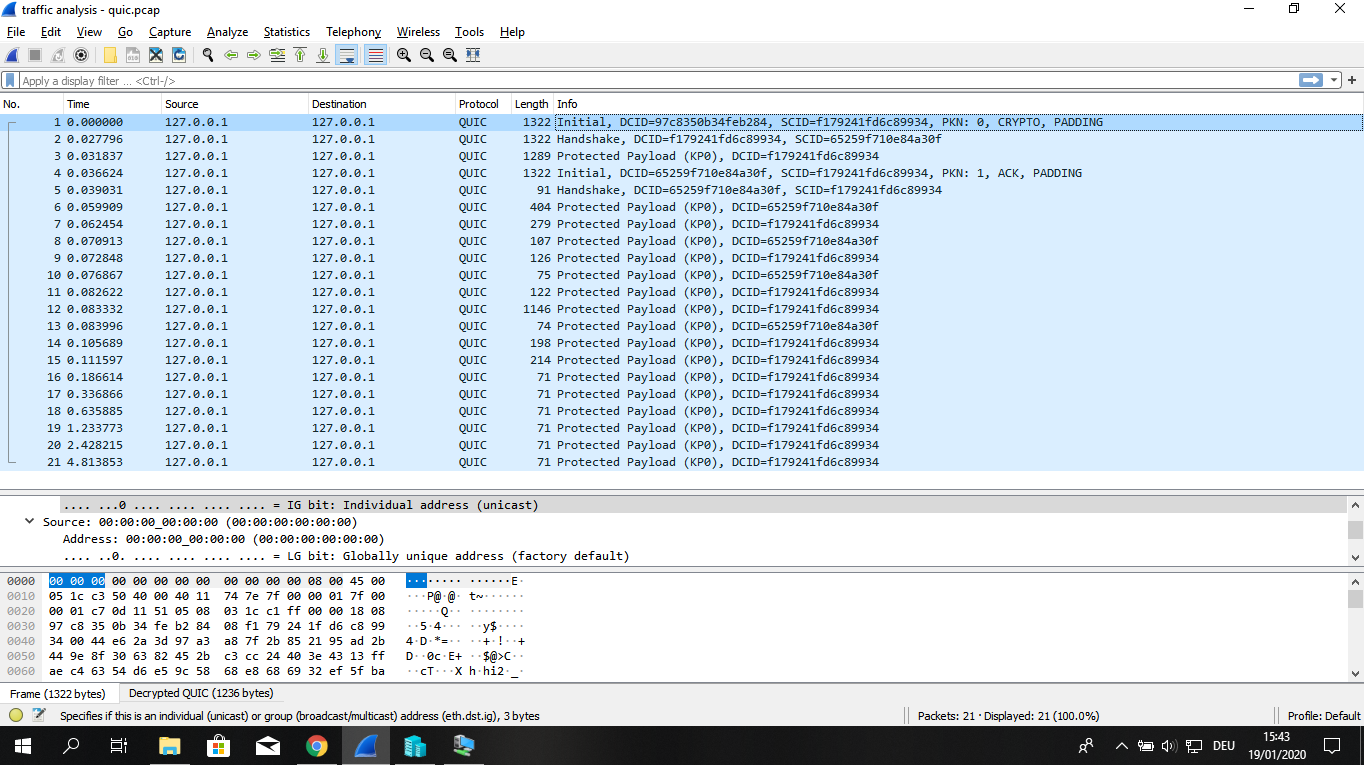 traffic analysis - quic.pcap
File Edit View Go Capture Analyze Statistics Telephony Wireless Tools Help
Apply a display filter ... <Ctrl-/>
No. Time Source Destination Protocol Length Info
1 0.000000 127.0.0.1 127.0.0.1 QUIC 1322 Initial, DCID=97c8350b34feb284, SCID=f179241fd6c89934, PKN: 0, CRYPTO, PADDING
2 0.027796 127.0.0.1 127.0.0.1 QUIC 1322 Handshake, DCID=f179241fd6c89934, SCID=65259f710e84a30f
3 0.031837 127.0.0.1 127.0.0.1 QUIC 1289 Protected Payload (KP0), DCID=f179241fd6c89934
4 0.036624 127.0.0.1 127.0.0.1 QUIC 1322 Initial, DCID=65259f710e84a30f, SCID=f179241fd6c89934, PKN: 1, ACK, PADDING
5 0.039031 127.0.0.1 127.0.0.1 QUIC 91 Handshake, DCID=65259f710e84a30f, SCID=f179241fd6c89934
6 0.059909 127.0.0.1 127.0.0.1 QUIC 404 Protected Payload (KP0), DCID=65259f710e84a30f
7 0.062454 127.0.0.1 127.0.0.1 QUIC 279 Protected Payload (KP0), DCID=f179241fd6c89934
8 0.070913 127.0.0.1 127.0.0.1 QUIC 107 Protected Payload (KP0), DCID=65259f710e84a30f
9 0.072848 127.0.0.1 127.0.0.1 QUIC 126 Protected Payload (KP0), DCID=f179241fd6c89934
10 0.076867 127.0.0.1 127.0.0.1 QUIC 75 Protected Payload (KP0), DCID=65259f710e84a30f
11 0.082622 127.0.0.1 127.0.0.1 QUIC 122 Protected Payload (KP0), DCID=f179241fd6c89934
12 0.083332 127.0.0.1 127.0.0.1 QUIC 1146 Protected Payload (KP0), DCID=f179241fd6c89934
13 0.083996 127.0.0.1 127.0.0.1 QUIC 74 Protected Payload (KP0), DCID=65259f710e84a30f
14 0.105689 127.0.0.1 127.0.0.1 QUIC 198 Protected Payload (KP0), DCID=f179241fd6c89934
15 0.111597 127.0.0.1 127.0.0.1 QUIC 214 Protected Payload (KP0), DCID=f179241fd6c89934
16 0.186614 127.0.0.1 127.0.0.1 QUIC 71 Protected Payload (KP0), DCID=f179241fd6c89934
17 0.336866 127.0.0.1 127.0.0.1 QUIC 71 Protected Payload (KP0), DCID=f179241fd6c89934
18 0.635885 127.0.0.1 127.0.0.1 QUIC 71 Protected Payload (KP0), DCID=f179241fd6c89934
19 1.233773 127.0.0.1 127.0.0.1 QUIC 71 Protected Payload (KP0), DCID=f179241fd6c89934
20 2.428215 127.0.0.1 127.0.0.1 QUIC 71 Protected Payload (KP0), DCID=f179241fd6c89934
21 4.813853 127.0.0.1 127.0.0.1 QUIC 71 Protected Payload (KP0), DCID=f179241fd6c89934
.... ...0 .... .... .... .... = IG bit: Individual address (unicast)
Source: 00:00:00_00:00:00 (00:00:00:00:00:00)
Address: 00:00:00_00:00:00 (00:00:00:00:00:00)
.... ..0. .... .... .... .... = LG bit: Globally unique address (factory default)
0000 00 00 00 00 00 00 00 00 00 00 00 00 08 00 45 00 ········ ······E·
0010 05 1c c3 50 40 00 40 11 74 7e 7f 00 00 01 7f 00 ···P@·@· t~······
0020 00 01 c7 0d 11 51 05 08 03 1c c1 ff 00 00 18 08 ·····Q·· ········
0030 97 c8 35 0b 34 fe b2 84 08 f1 79 24 1f d6 c8 99 ··5·4··· ··y$····
0040 34 00 44 e6 2a 3d 97 a3 a8 7f 2b 85 21 95 ad 2b 4·D·*=·· ··+·!··+
0050 44 9e 8f 30 63 82 45 2b c3 cc 24 40 3e 43 13 ff D··0c·E+ ··$@>C··
0060 ae c4 63 54 d6 e5 9c 58 68 e8 68 69 32 ef 5f ba ··cT···X h·hi2·_·
Frame (1322 bytes) Decrypted QUIC (1236 bytes)
Specifies if this is an individual (unicast) or group (broadcast/multicast) address (eth.dst.ig), 3 bytes Packets: 21 · Displayed: 21 (100.0%) Profile: Default
DEU 15:43
19/01/2020